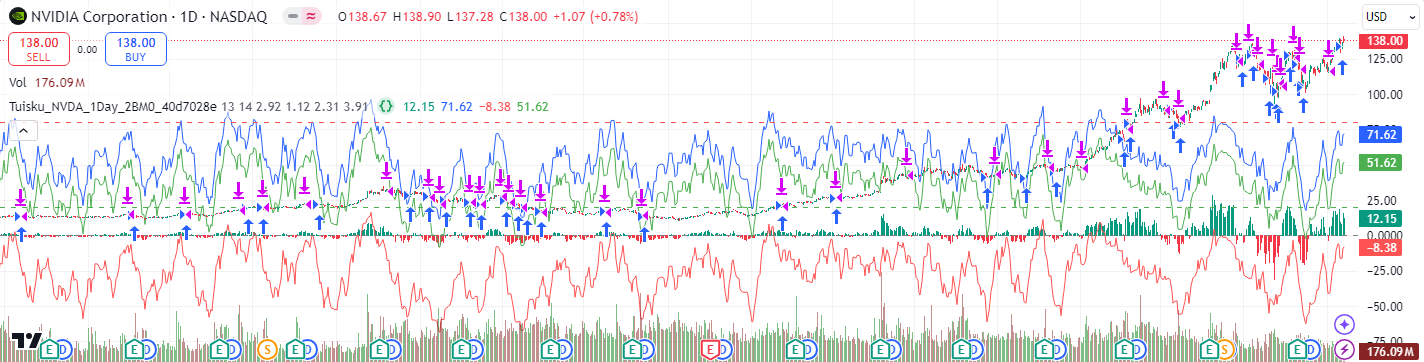 NVIDIA Corporation · 1D · NASDAQ O138.67 H138.90 L137.28 C138.00 +1.07 (+0.78%) USD
138.00 0.00 138.00
SELL BUY
138.00
125.00
Vol 176.09M
100.00
Tuisku_NVDA_1Day_2BM0_40d7028e 13 14 2.92 1.12 2.31 3.91 {} 12.15 71.62 −8.38 51.62
71.62
51.62
25.00
12.15
0.0000
−8.38
−25.00
−50.00
E D E D E D S E D E D E D E D E D E D E D E D E D E D E S E D
176.09M